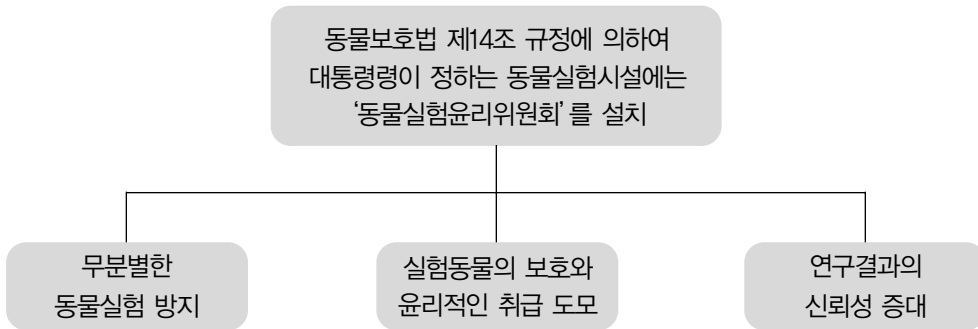 동물보호법 제14조 규정에 의하여
대통령령이 정하는 동물실험시설에는
‘동물실험윤리위원회’를 설치
무분별한
동물실험 방지
실험동물의 보호와
윤리적인 취급 도모
연구결과의
신뢰성 증대